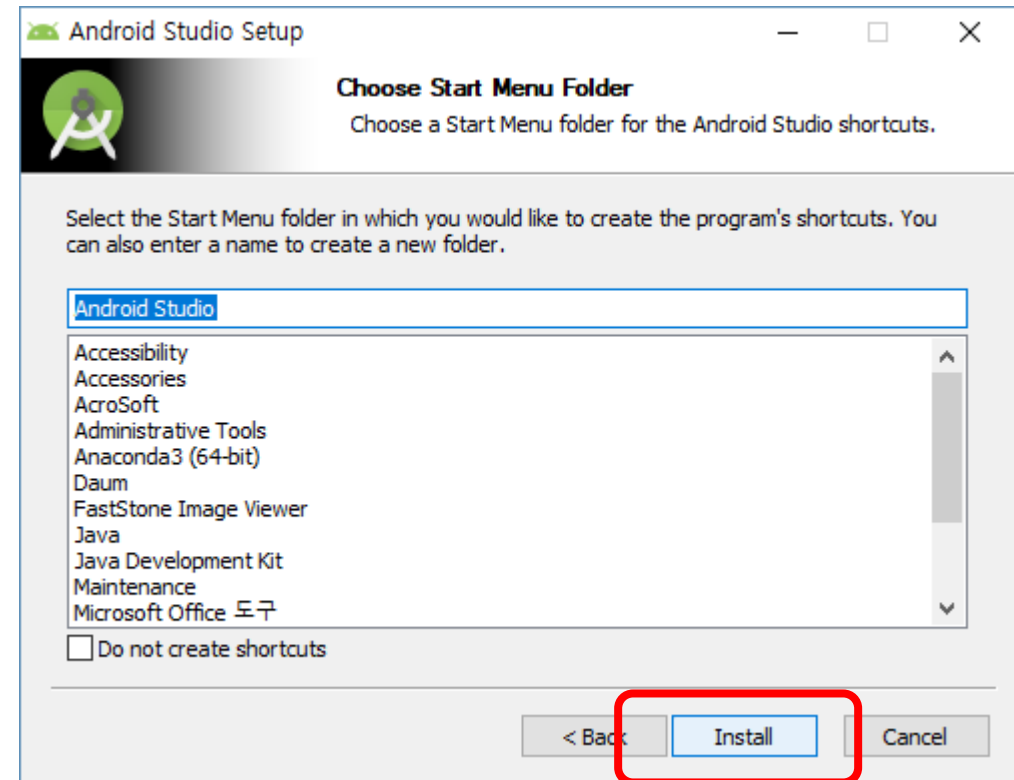 Android Studio Setup
Choose Start Menu Folder
Choose a Start Menu folder for the Android Studio shortcuts.
Select the Start Menu folder in which you would like to create the program's shortcuts. You
can also enter a name to create a new folder.
Android Studio
Accessibility
Accessories
AcroSoft
Administrative Tools
Anaconda3 (64-bit)
Daum
FastStone Image Viewer
Java
Java Development Kit
Maintenance
Microsoft Office 도구
Do not create shortcuts
< Back Install Cancel